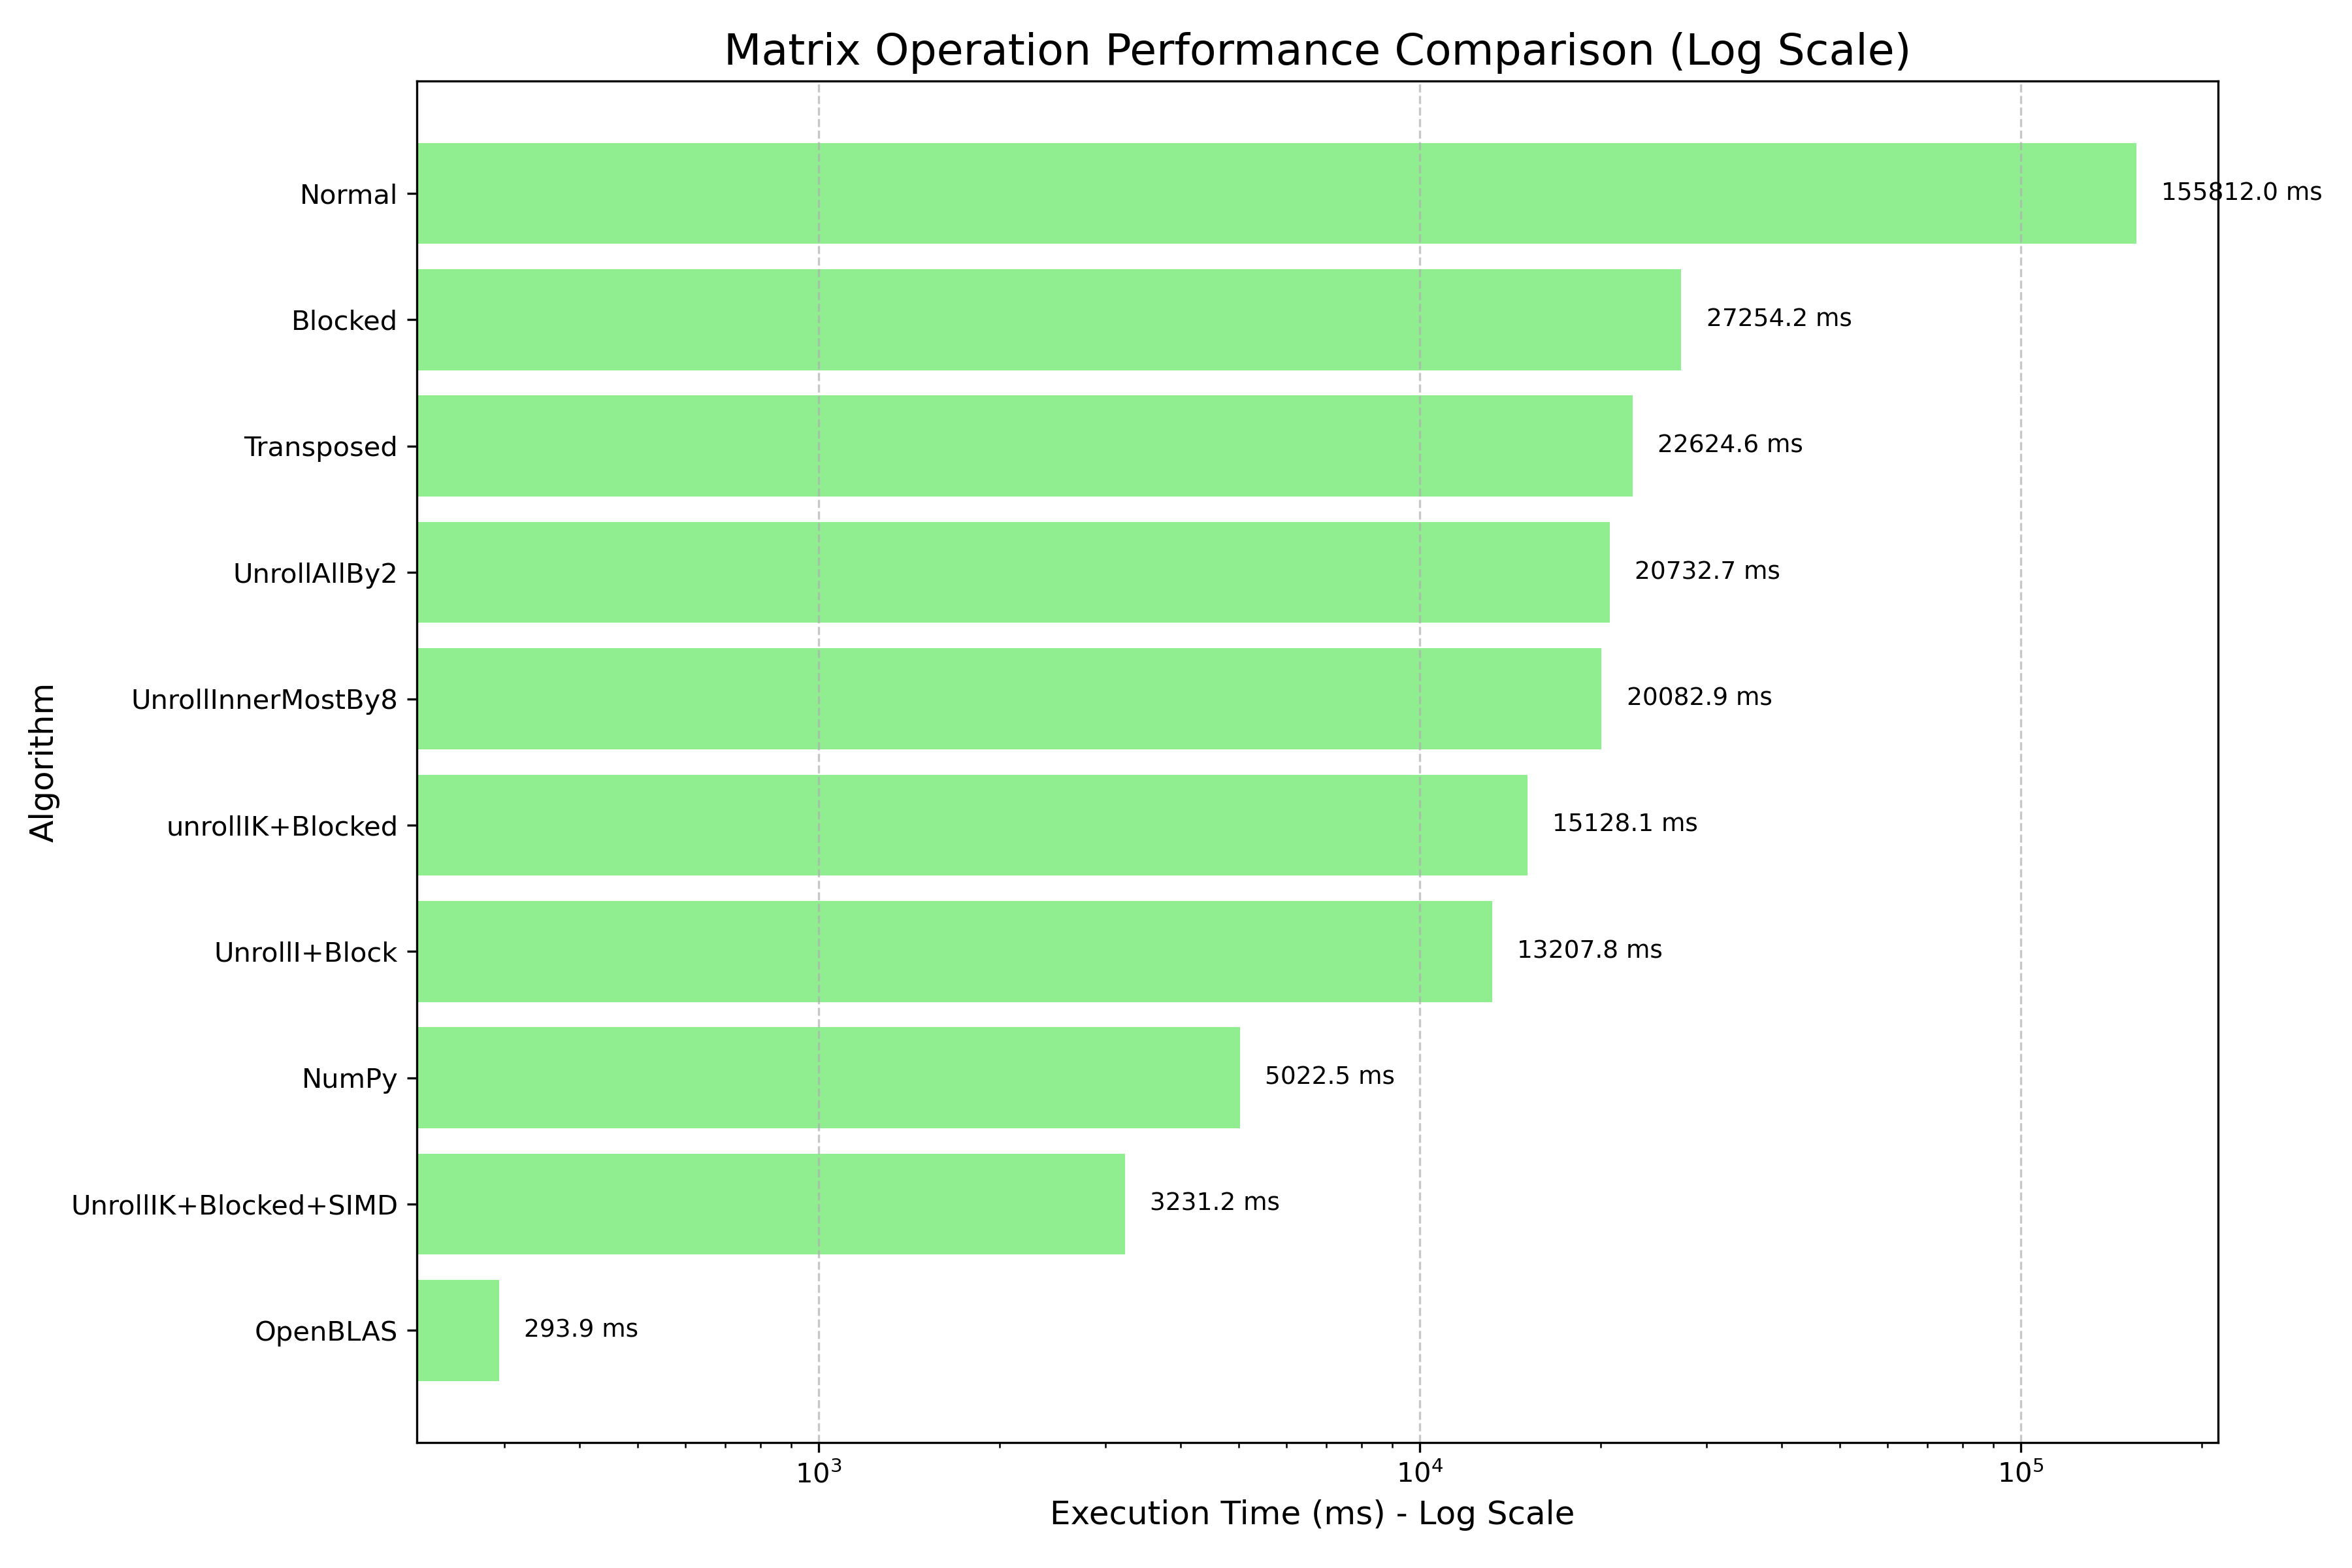 Matrix Operation Performance Comparison (Log Scale)
Normal
155812.0 ms
Blocked
27254.2 ms
Transposed
22624.6 ms
UnrollAllBy2
20732.7 ms
UnrollInnerMostBy8
20082.9 ms
unrollIK+Blocked
15128.1 ms
UnrollI+Block
13207.8 ms
NumPy
5022.5 ms
UnrollIK+Blocked+SIMD
3231.2 ms
OpenBLAS
293.9 ms
Algorithm
10³
10⁴
10⁵
Execution Time (ms) - Log Scale